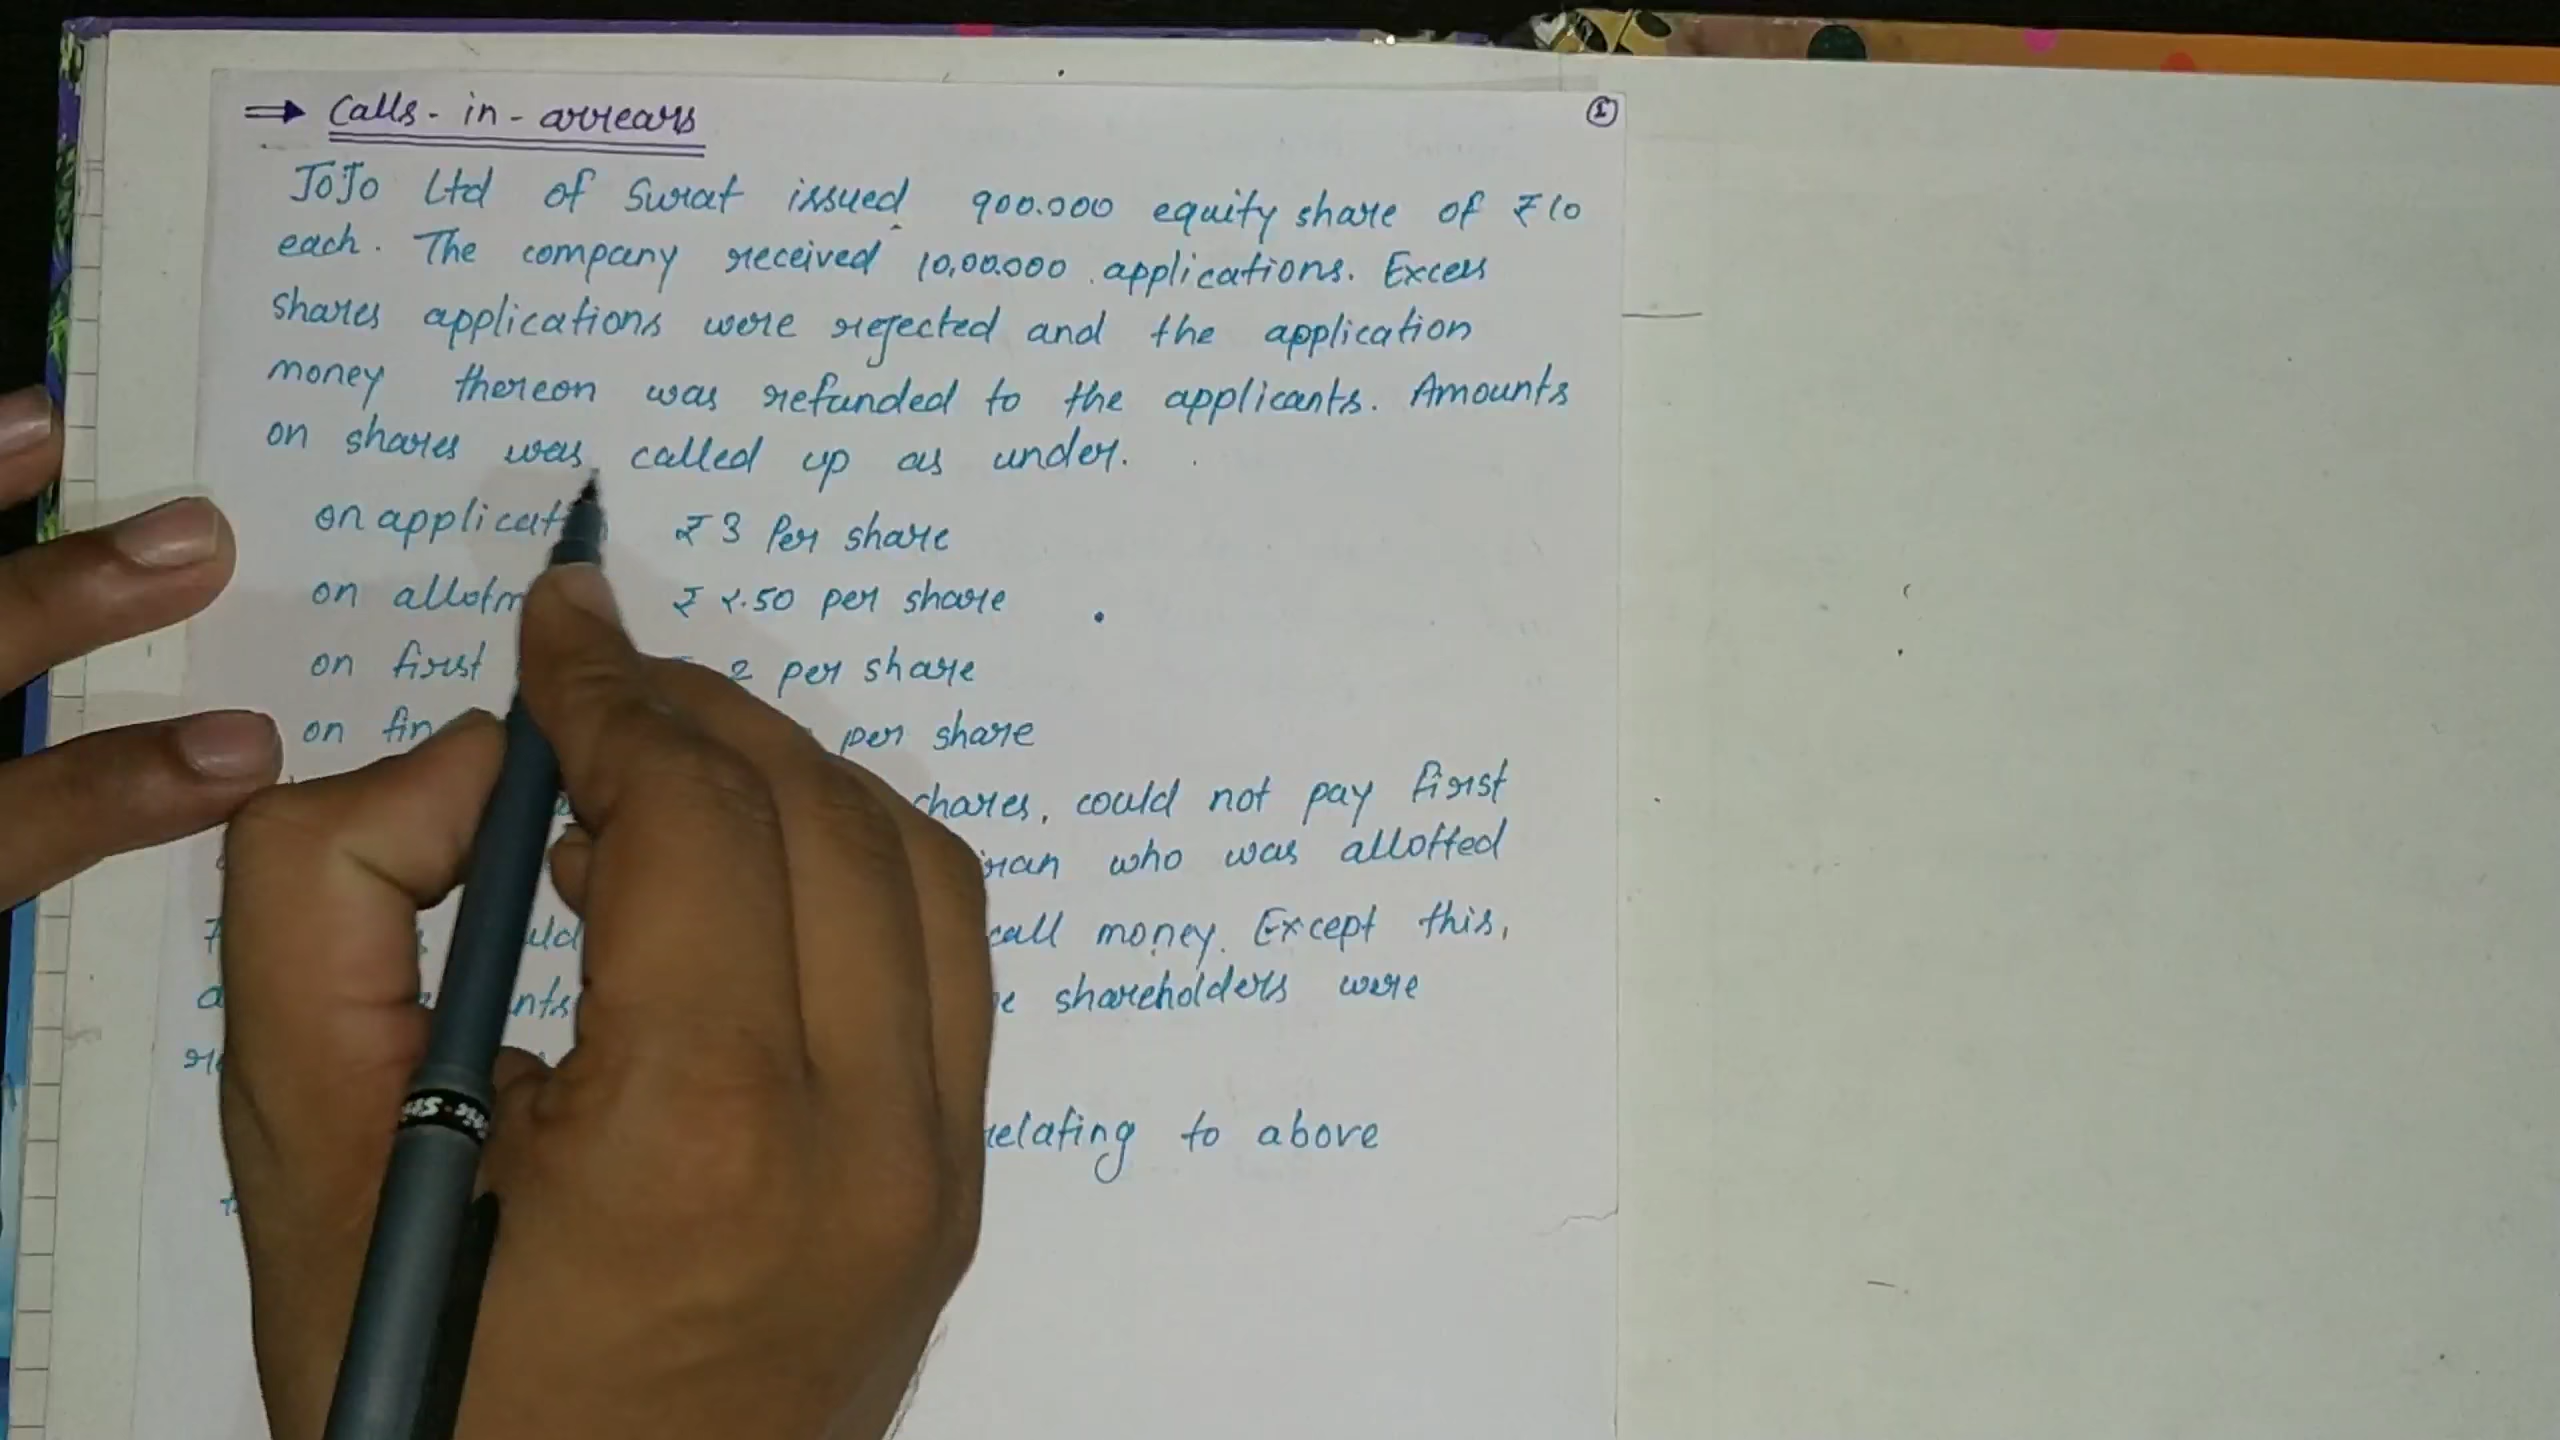 ⇒ Calls-in-arrears
①
JOJO Ltd of Surat issued 900.000 equity share of ₹10
each. The company received 10,00.000 applications. Excess
shares applications were rejected and the application
money thereon was refunded to the applicants. Amounts
on shares was called up as under.
on application ₹ 3 Per share
on allotm ₹ 2.50 per share
on first 2 per share
on fin per share
shares, could not pay first
who was allotted
call money. Except this,
shareholders were
relating to above